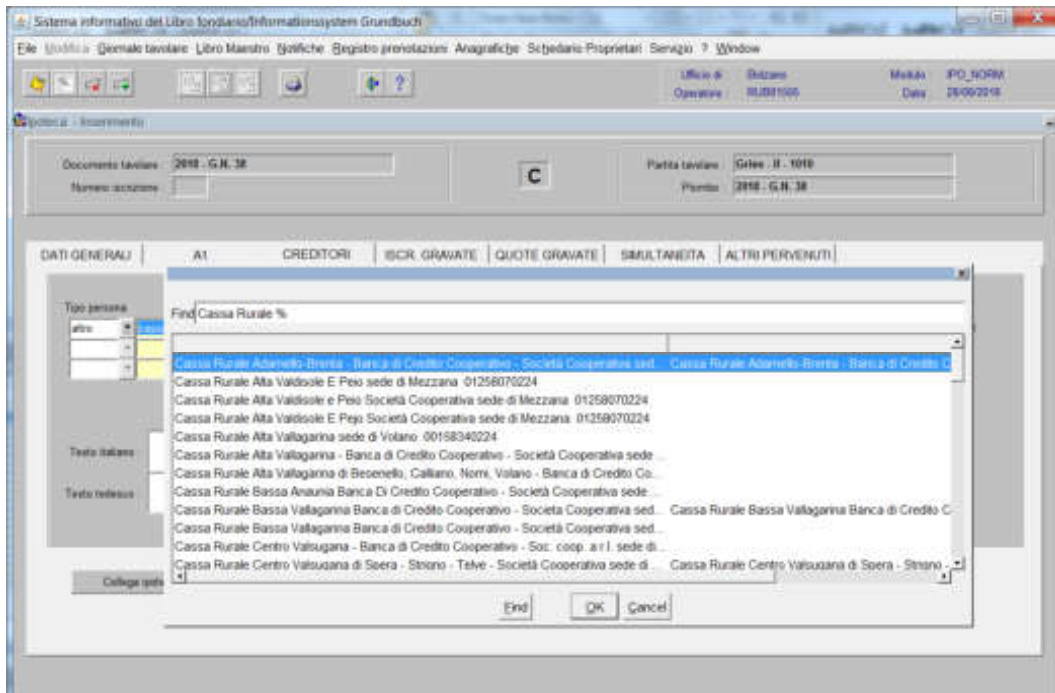 Sistema informativo del Libro fondiario/Informationssystem Grundbuch
File Modifica Giornale tavolare Libro Maestro Notifiche Registro prenotazioni Anagrafiche Schedario Proprietari Servizio ? Window
Ufficio di Bolzano Modulo IPO_NORM
Operatore Data
Ipoteca - Inserimento
Documento tavolare 2018 - G.N. 38
Numero iscrizione
C
Partita tavolare Gries - II - 1010
Piombo 2018 - G.N. 38
DATI GENERALI A1 CREDITORI ISCR. GRAVATE QUOTE GRAVATE SIMULTANEITA ALTRI PERVENUTI
Tipo persona
altro
Testo italiano
Testo tedesco
Collega
Find Cassa Rurale %
Cassa Rurale Adamello-Brenta - Banca di Credito Cooperativo - Società Cooperativa sed... Cassa Rurale Adamello-Brenta - Banca di Credito C
Cassa Rurale Alta Valdisole E Peio sede di Mezzana 01258070224
Cassa Rurale Alta Valdisole e Peio Società Cooperativa sede di Mezzana 01258070224
Cassa Rurale Alta Valdisole E Pejo Società Cooperativa sede di Mezzana 01258070224
Cassa Rurale Alta Vallagarina sede di Volano 00158340224
Cassa Rurale Alta Vallagarina - Banca di Credito Cooperativo - Società Cooperativa sede ...
Cassa Rurale Alta Vallagarina di Besenello, Calliano, Nomi, Volano - Banca di Credito Co...
Cassa Rurale Bassa Anaunia Banca Di Credito Cooperativo - Società Cooperativa sede ...
Cassa Rurale Bassa Vallagarina Banca di Credito Cooperativo - Societa Cooperativa sed... Cassa Rurale Bassa Vallagarina Banca di Credito C
Cassa Rurale Bassa Vallagarina Banca di Credito Cooperativo - Società Cooperativa sed...
Cassa Rurale Centro Valsugana - Banca di Credito Cooperativo - Soc. coop. a r.l. sede di...
Cassa Rurale Centro Valsugana di Spera - Strigno - Telve - Società Cooperativa sede di ... Cassa Rurale Centro Valsugana di Spera - Strigno -
Find OK Cancel